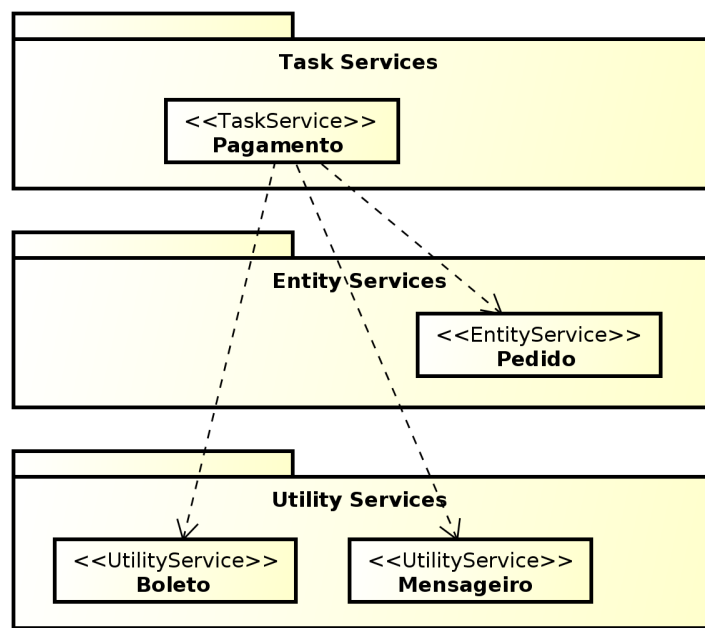 Task Services
<<TaskService>>
Pagamento
Entity Services
<<EntityService>>
Pedido
Utility Services
<<UtilityService>>
Boleto
<<UtilityService>>
Mensageiro